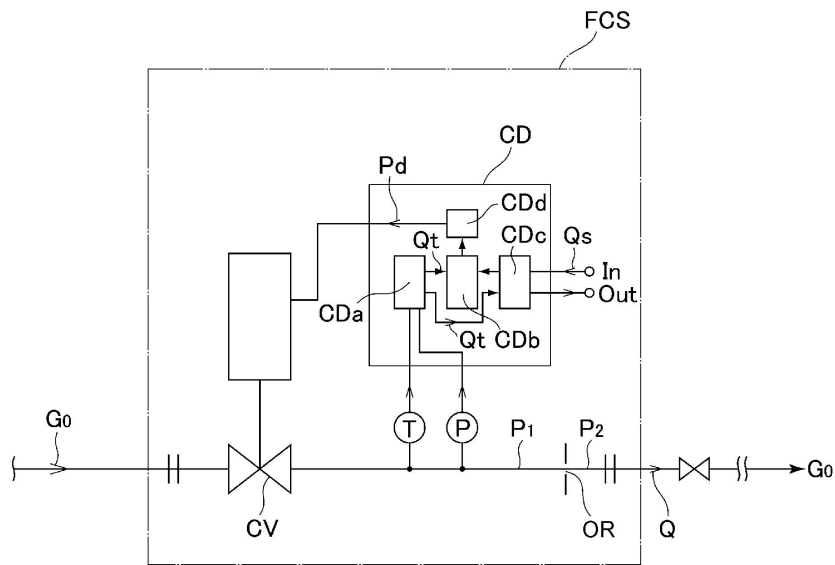 FCS
CD
Pd
CDd
CDc
Qs
Qt
In
Out
CDa
Qt
CDb
G0
T
P
P1
P2
G0
CV
OR
Q